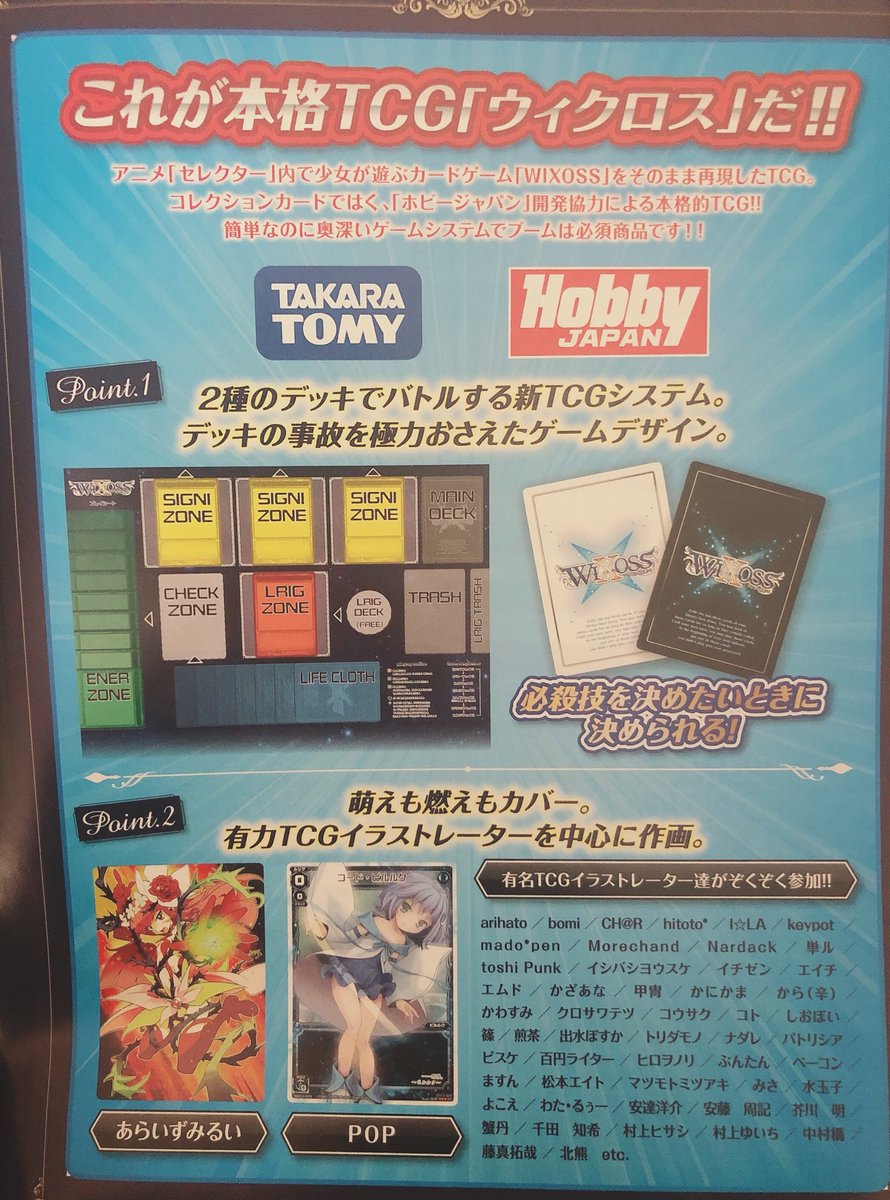 これが本格TCG「ウィクロス」だ!!
アニメ「セレクター」内で少女が遊ぶカードゲーム「WIXOSS」をそのまま再現したTCG。
コレクションカードではく、「ホビージャパン」開発協力による本格的TCG!!
簡単なのに奥深いゲームシステムでブームは必須商品です!!
TAKARA
TOMY
Hobby
JAPAN
Point.1
2種のデッキでバトルする新TCGシステム。
デッキの事故を極力おさえたゲームデザイン。
WIXOSS
プレイシート
SIGNI
ZONE
SIGNI
ZONE
SIGNI
ZONE
MAIN
DECK
CHECK
ZONE
LRIG
ZONE
LRIG
DECK
(FREE)
TRASH
LRIG TRASH
ENER
ZONE
LIFE CLOTH
WIXOSS
WIXOSS
必殺技を決めたいときに
決められる!
Point.2
萌えも燃えもカバー。
有力TCGイラストレーターを中心に作画。
コード・ピルルク
ピルルク
あらいずみるい
POP
有名TCGイラストレーター達がぞくぞく参加!!
arihato / bomi / CH@R / hitoto* / I☆LA / keypot
mado*pen / Morechand / Nardack / 単ル /
toshi Punk / イシバシヨウスケ / イチゼン / エイチ /
エムド / かざあな / 甲冑 / かにかま / から(辛) /
かわすみ / クロサワテツ / コウサク / コト / しおぼい /
篠 / 煎茶 / 出水ぽすか / トリダモノ / ナダレ / パトリシア /
ピスケ / 百円ライター / ヒロヲノリ / ぶんたん / ベーコン /
ますん / 松本エイト / マツモトミツアキ / みさ / 水玉子 /
よこえ / わた・るぅー / 安達洋介 / 安藤 周記 / 芥川 明 /
蟹丹 / 千田 知希 / 村上ヒサシ / 村上ゆいち / 中村橋 /
藤真拓哉 / 北熊 etc.